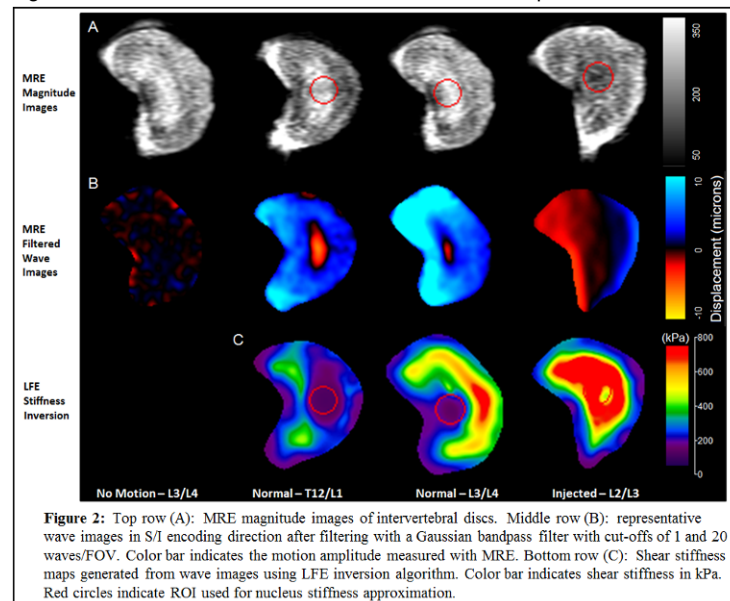 A
MRE
Magnitude
Images
350
200
50
B
MRE
Filtered
Wave
Images
10
0
-10
Displacement (microns)
C
LFE
Stiffness
Inversion
(kPa)
800
600
400
200
0
No Motion – L3/L4
Normal – T12/L1
Normal – L3/L4
Injected – L2/L3
Figure 2: Top row (A): MRE magnitude images of intervertebral discs. Middle row (B): representative
wave images in S/I encoding direction after filtering with a Gaussian bandpass filter with cut-offs of 1 and 20
waves/FOV. Color bar indicates the motion amplitude measured with MRE. Bottom row (C): Shear stiffness
maps generated from wave images using LFE inversion algorithm. Color bar indicates shear stiffness in kPa.
Red circles indicate ROI used for nucleus stiffness approximation.